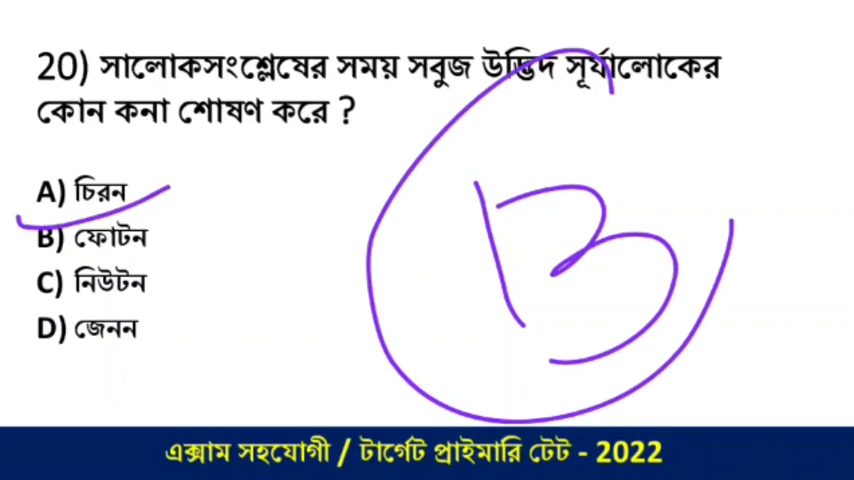 20) সালোকসংশ্লেষের সময় সবুজ উদ্ভিদ সূর্যালোকের
কোন কনা শোষণ করে ?
A) চিরন
B) ফোটন
C) নিউটন
D) জেনন
B
এক্সাম সহযোগী / টার্গেট প্রাইমারি টেট - 2022